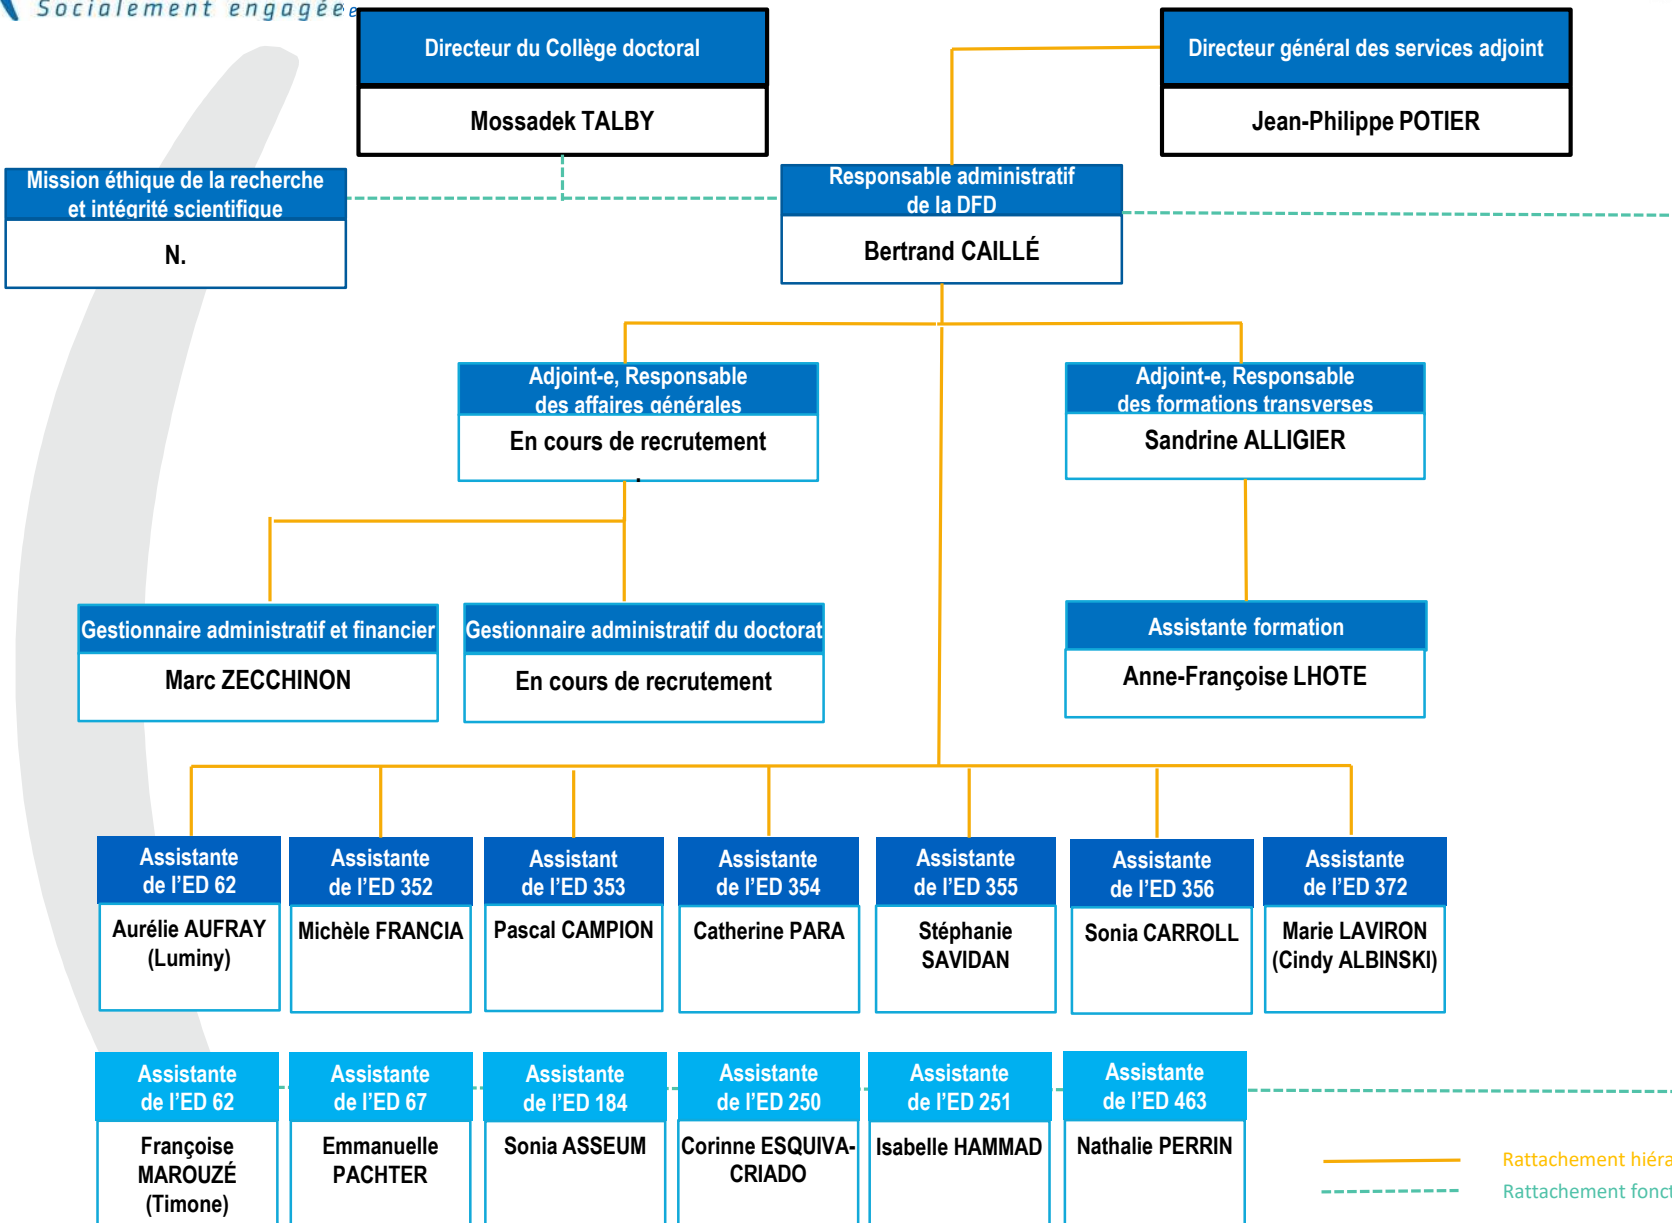 Socialement engagée
Directeur du Collège doctoral
Mossadek TALBY
Directeur général des services adjoint
Jean-Philippe POTIER
Mission éthique de la recherche
et intégrité scientifique
N.
Responsable administratif
de la DFD
Bertrand CAILLÉ
Adjoint-e, Responsable
des affaires générales
En cours de recrutement
.
Adjoint-e, Responsable
des formations transverses
Sandrine ALLIGIER
Gestionnaire administratif et financier
Marc ZECCHINON
Gestionnaire administratif du doctorat
En cours de recrutement
Assistante formation
Anne-Françoise LHOTE
Assistante
de l’ED 62
Aurélie AUFRAY
(Luminy)
Assistante
de l’ED 352
Michèle FRANCIA
Assistant
de l’ED 353
Pascal CAMPION
Assistante
de l’ED 354
Catherine PARA
Assistante
de l’ED 355
Stéphanie
SAVIDAN
Assistante
de l’ED 356
Sonia CARROLL
Assistante
de l’ED 372
Marie LAVIRON
(Cindy ALBINSKI)
Assistante
de l’ED 62
Françoise
MAROUZÉ
(Timone)
Assistante
de l’ED 67
Emmanuelle
PACHTER
Assistante
de l’ED 184
Sonia ASSEUM
Assistante
de l’ED 250
Corinne ESQUIVA-
CRIADO
Assistante
de l’ED 251
Isabelle HAMMAD
Assistante
de l’ED 463
Nathalie PERRIN
Rattachement hiéra
Rattachement fonct